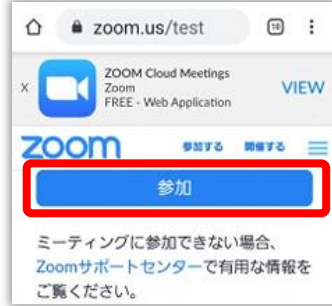 zoom.us/test
10
X
ZOOM Cloud Meetings
Zoom
FREE - Web Application
VIEW
zoom
参加する 開催する
参加
ミーティングに参加できない場合、
Zoomサポートセンターで有用な情報を
ご覧ください。